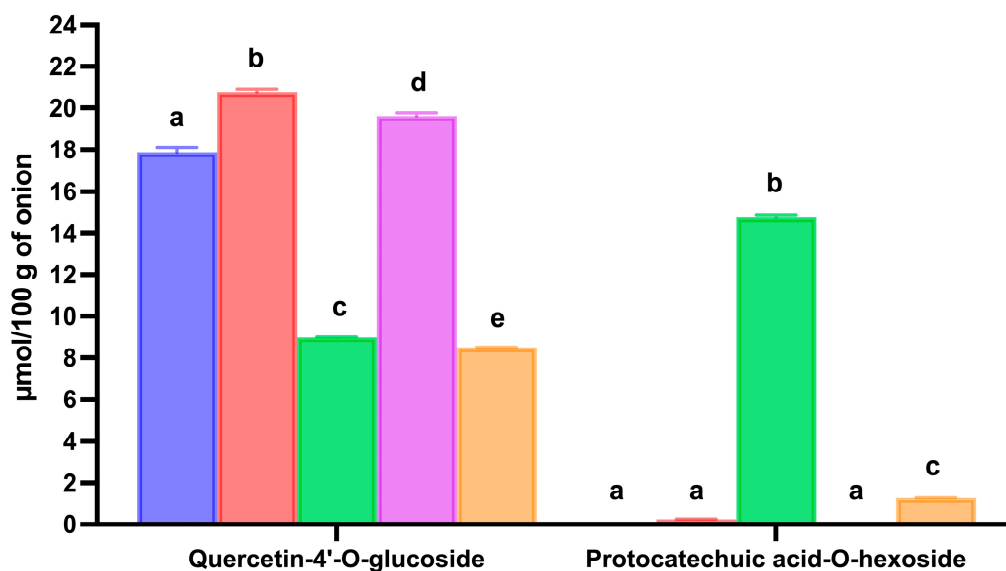 µmol/100 g of onion
24
22
20
18
16
14
12
10
8
6
4
2
0
a
b
c
d
e
a
a
b
a
c
Quercetin-4'-O-glucoside
Protocatechuic acid-O-hexoside